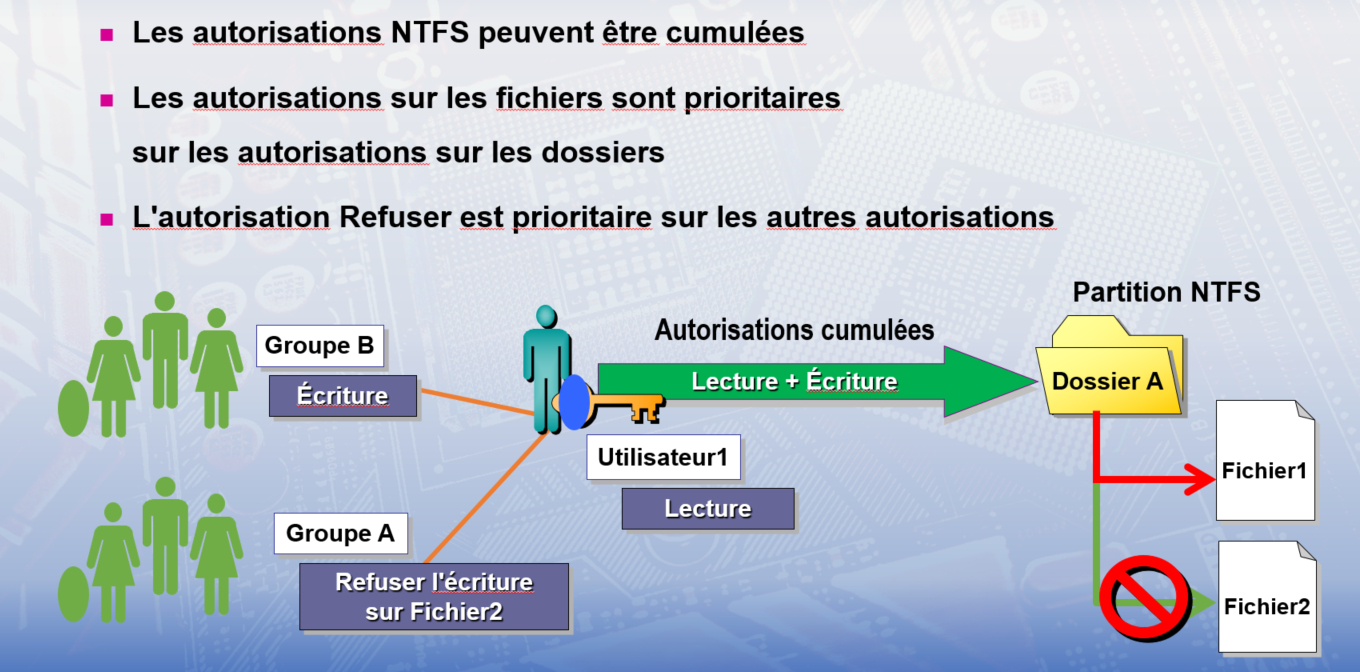 Les autorisations NTFS peuvent être cumulées
Les autorisations sur les fichiers sont prioritaires
sur les autorisations sur les dossiers
L'autorisation Refuser est prioritaire sur les autres autorisations
Partition NTFS
Groupe B
Écriture
Autorisations cumulées
Lecture + Écriture
Dossier A
Utilisateur1
Lecture
Fichier1
Groupe A
Refuser l'écriture
sur Fichier2
Fichier2